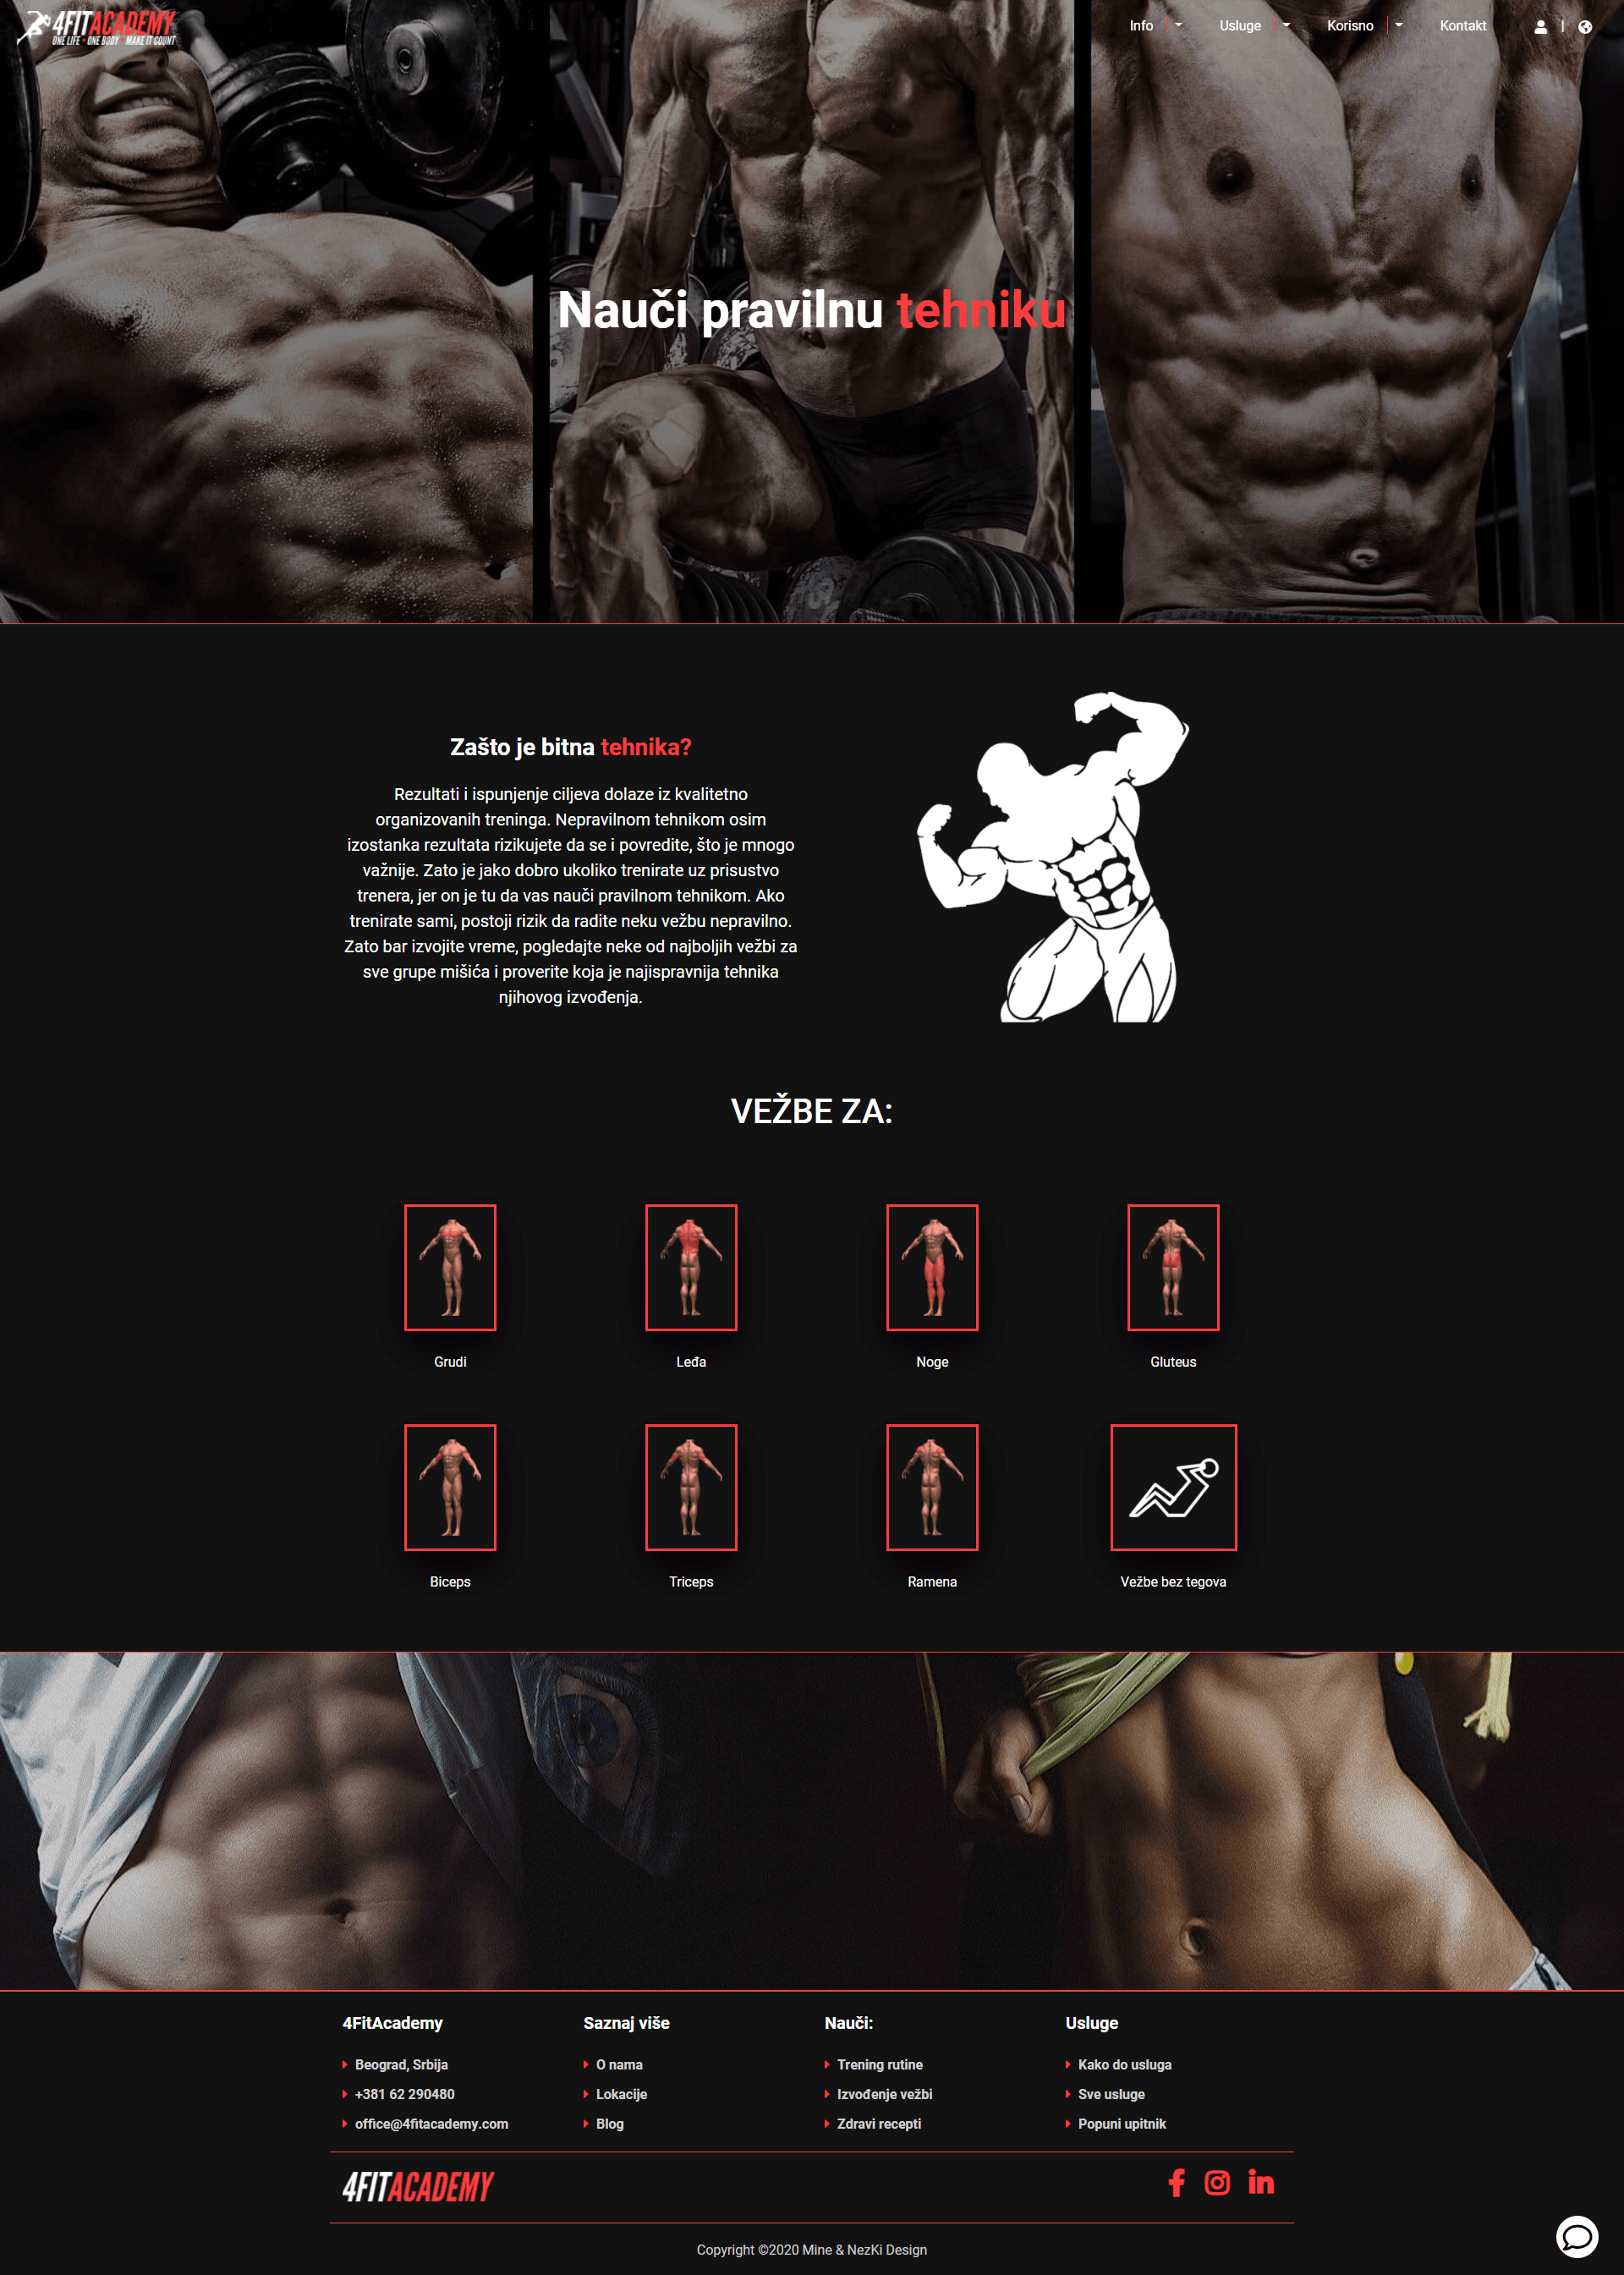 4FITACADEMY
ONE LIFE - ONE BODY - MAKE IT COUNT
Info
Usluge
Korisno
Kontakt
|
Nauči pravilnu tehniku
Zašto je bitna tehnika?
Rezultati i ispunjenje ciljeva dolaze iz kvalitetno
organizovanih treninga. Nepravilnom tehnikom osim
izostanka rezultata rizikujete da se i povredite, što je mnogo
važnije. Zato je jako dobro ukoliko trenirate uz prisustvo
trenera, jer on je tu da vas nauči pravilnom tehnikom. Ako
trenirate sami, postoji rizik da radite neku vežbu nepravilno.
Zato bar izvojite vreme, pogledajte neke od najboljih vežbi za
sve grupe mišića i proverite koja je najispravnija tehnika
njihovog izvođenja.
VEŽBE ZA:
Grudi
Leđa
Noge
Gluteus
Biceps
Triceps
Ramena
Vežbe bez tegova
4FitAcademy
Beograd, Srbija
+381 62 290480
office@4fitacademy.com
Saznaj više
O nama
Lokacije
Blog
Nauči:
Trening rutine
Izvođenje vežbi
Zdravi recepti
Usluge
Kako do usluga
Sve usluge
Popuni upitnik
4FITACADEMY
Copyright ©2020 Mine & NezKi Design